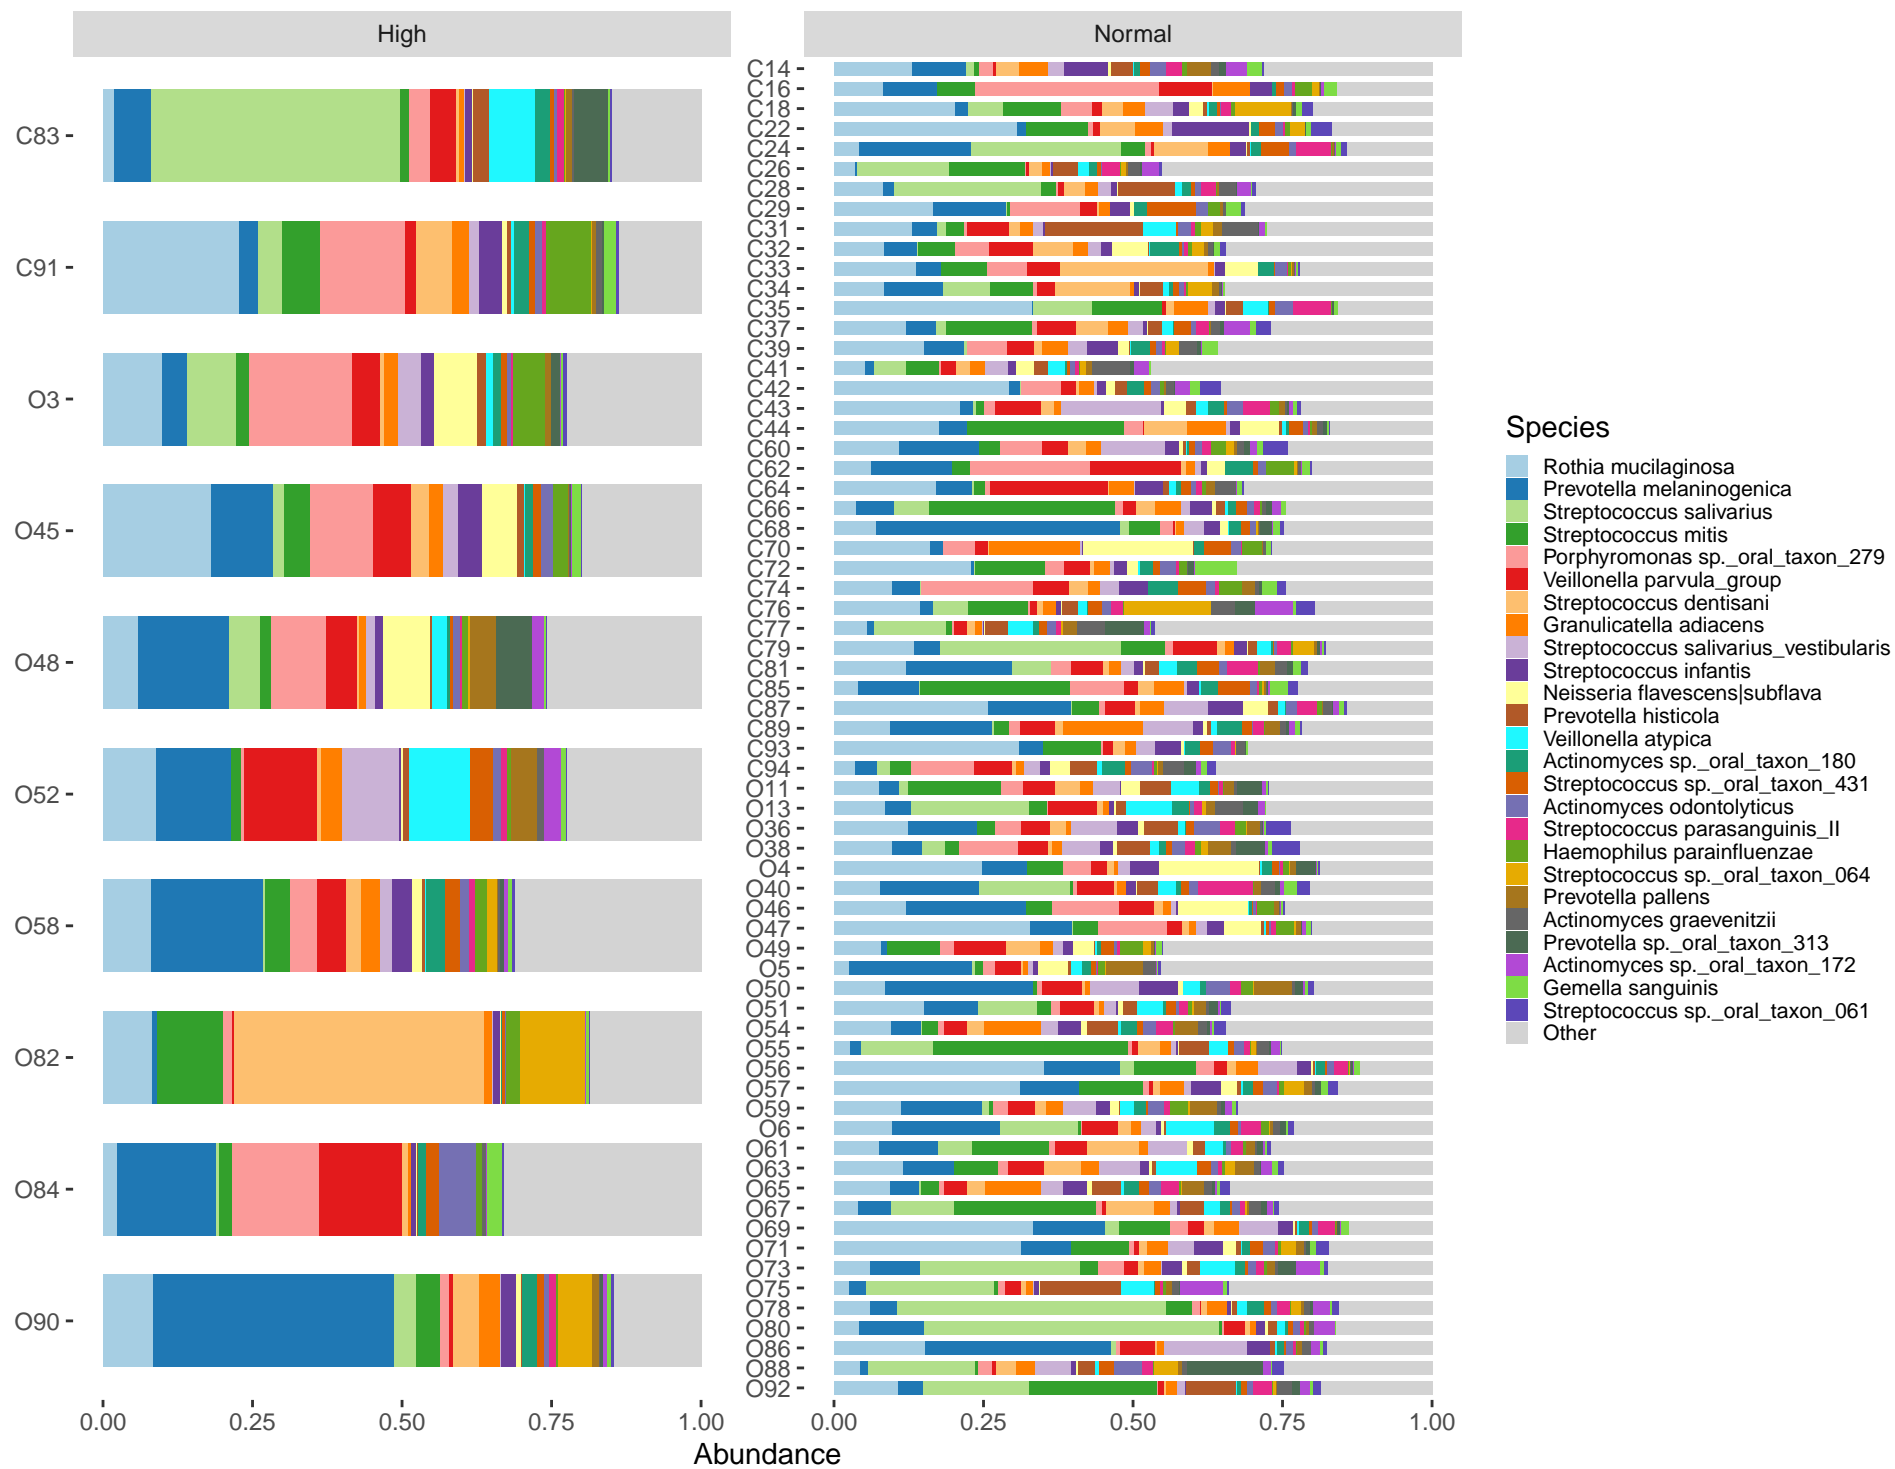 High
Normal
C83
C91
O3
O45
O48
O52
O58
O82
O84
O90
C14
C16
C18
C22
C24
C26
C28
C29
C31
C32
C33
C34
C35
C37
C39
C41
C42
C43
C44
C60
C62
C64
C66
C68
C70
C72
C74
C76
C77
C79
C81
C85
C87
C89
C93
C94
O11
O13
O36
O38
O4
O40
O46
O47
O49
O5
O50
O51
O54
O55
O56
O57
O59
O6
O61
O63
O65
O67
O69
O71
O73
O75
O78
O80
O86
O88
O92
0.00 0.25 0.50 0.75 1.00
0.00 0.25 0.50 0.75 1.00
Abundance
Species
Rothia mucilaginosa
Prevotella melaninogenica
Streptococcus salivarius
Streptococcus mitis
Porphyromonas sp._oral_taxon_279
Veillonella parvula_group
Streptococcus dentisani
Granulicatella adiacens
Streptococcus salivarius_vestibularis
Streptococcus infantis
Neisseria flavescens|subflava
Prevotella histicola
Veillonella atypica
Actinomyces sp._oral_taxon_180
Streptococcus sp._oral_taxon_431
Actinomyces odontolyticus
Streptococcus parasanguinis_II
Haemophilus parainfluenzae
Streptococcus sp._oral_taxon_064
Prevotella pallens
Actinomyces graevenitzii
Prevotella sp._oral_taxon_313
Actinomyces sp._oral_taxon_172
Gemella sanguinis
Streptococcus sp._oral_taxon_061
Other